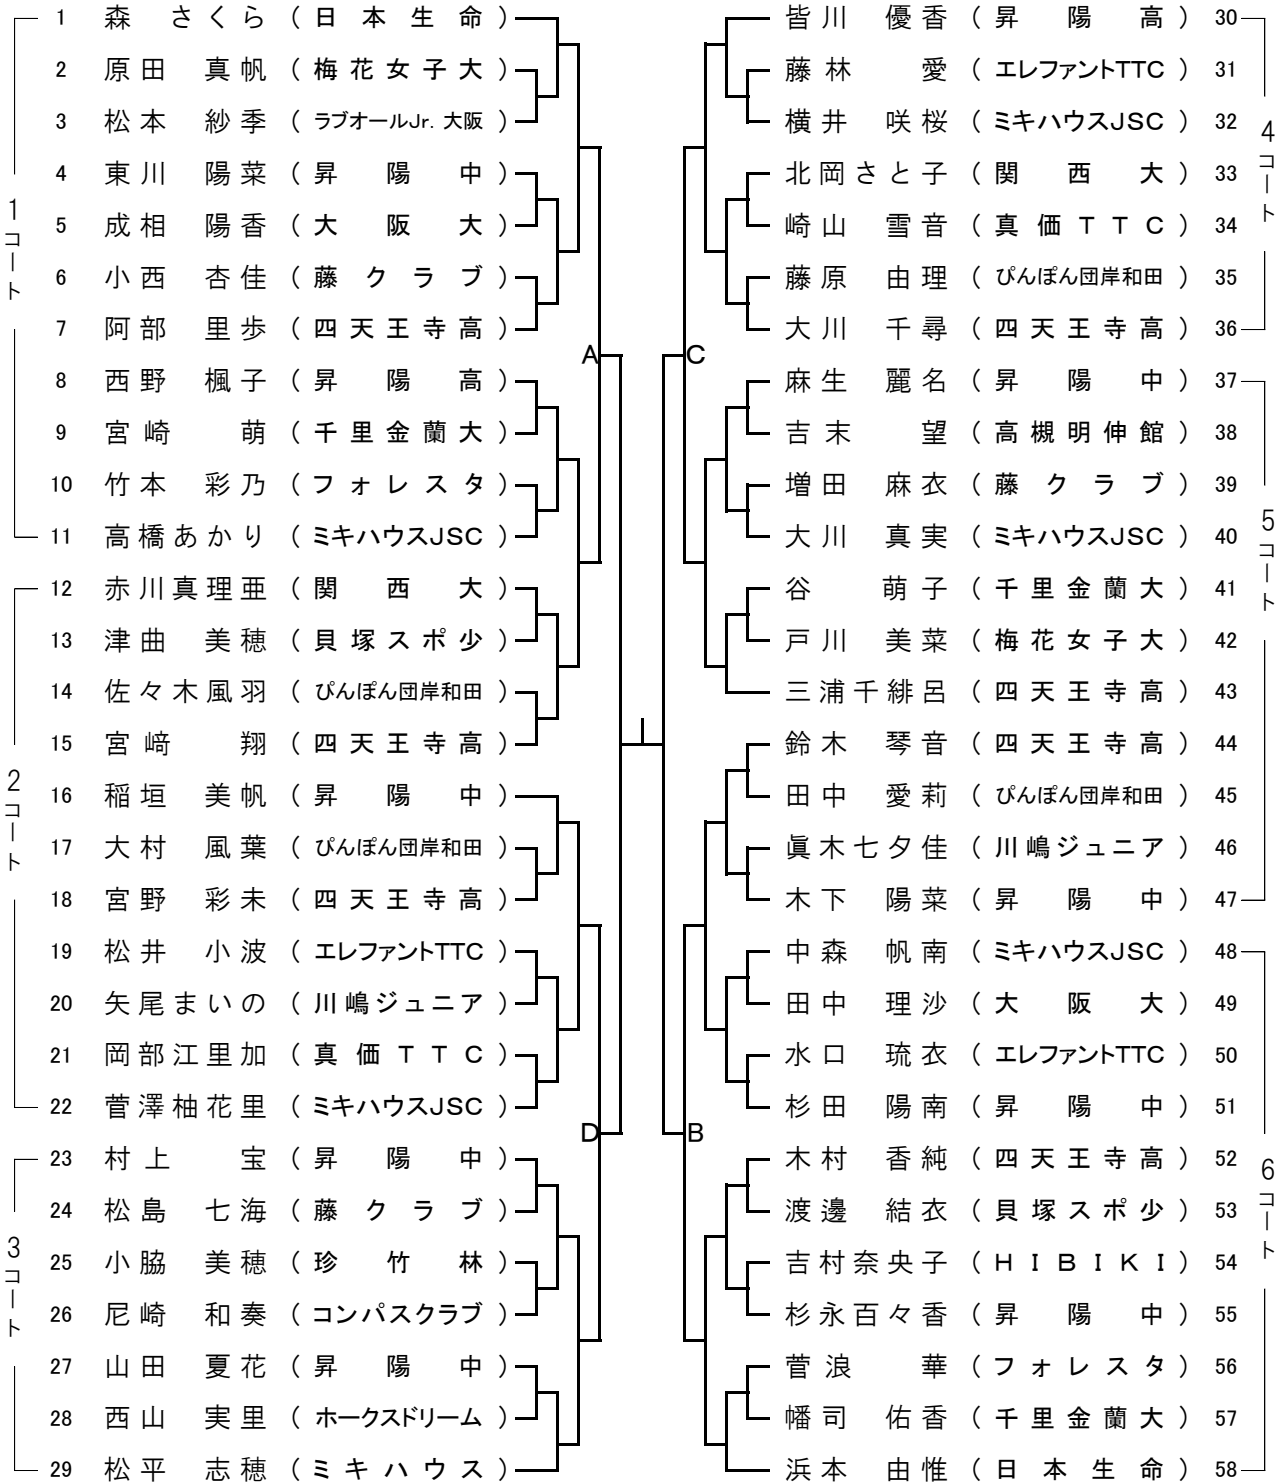 1 森 さくら ( 日本生命 )
2 原田 真帆 ( 梅花女子大 )
3 松本 紗季 ( ラブオールJr. 大阪 )
4 東川 陽菜 ( 昇陽中 )
5 成相 陽香 ( 大阪大 )
6 小西 杏佳 ( 藤クラブ )
7 阿部 里歩 ( 四天王寺高 )
8 西野 楓子 ( 昇陽高 )
9 宮崎 萌 ( 千里金蘭大 )
10 竹本 彩乃 ( フォレスタ )
11 高橋あかり ( ミキハウスJSC )
1コート
12 赤川真理亜 ( 関西大 )
13 津曲 美穂 ( 貝塚スポ少 )
14 佐々木風羽 ( ぴんぽん団岸和田 )
15 宮﨑 翔 ( 四天王寺高 )
16 稲垣 美帆 ( 昇陽中 )
17 大村 風葉 ( ぴんぽん団岸和田 )
18 宮野 彩未 ( 四天王寺高 )
19 松井 小波 ( エレファントTTC )
20 矢尾まいの ( 川嶋ジュニア )
21 岡部江里加 ( 真価TTC )
22 菅澤柚花里 ( ミキハウスJSC )
2コート
23 村上 宝 ( 昇陽中 )
24 松島 七海 ( 藤クラブ )
25 小脇 美穂 ( 珍竹林 )
26 尼崎 和奏 ( コンパスクラブ )
27 山田 夏花 ( 昇陽中 )
28 西山 実里 ( ホークスドリーム )
29 松平 志穂 ( ミキハウス )
3コート
A
D
C
B
皆川 優香 ( 昇陽高 ) 30
藤林 愛 ( エレファントTTC ) 31
横井 咲桜 ( ミキハウスJSC ) 32
北岡さと子 ( 関西大 ) 33
崎山 雪音 ( 真価TTC ) 34
藤原 由理 ( ぴんぽん団岸和田 ) 35
大川 千尋 ( 四天王寺高 ) 36
4コート
麻生 麗名 ( 昇陽中 ) 37
吉末 望 ( 高槻明伸館 ) 38
増田 麻衣 ( 藤クラブ ) 39
大川 真実 ( ミキハウスJSC ) 40
谷 萌子 ( 千里金蘭大 ) 41
戸川 美菜 ( 梅花女子大 ) 42
三浦千緋呂 ( 四天王寺高 ) 43
鈴木 琴音 ( 四天王寺高 ) 44
田中 愛莉 ( ぴんぽん団岸和田 ) 45
眞木七夕佳 ( 川嶋ジュニア ) 46
木下 陽菜 ( 昇陽中 ) 47
5コート
中森 帆南 ( ミキハウスJSC ) 48
田中 理沙 ( 大阪大 ) 49
水口 琉衣 ( エレファントTTC ) 50
杉田 陽南 ( 昇陽中 ) 51
木村 香純 ( 四天王寺高 ) 52
渡邊 結衣 ( 貝塚スポ少 ) 53
吉村奈央子 ( HIBIKI ) 54
杉永百々香 ( 昇陽中 ) 55
菅浪 華 ( フォレスタ ) 56
幡司 佑香 ( 千里金蘭大 ) 57
浜本 由惟 ( 日本生命 ) 58
6コート